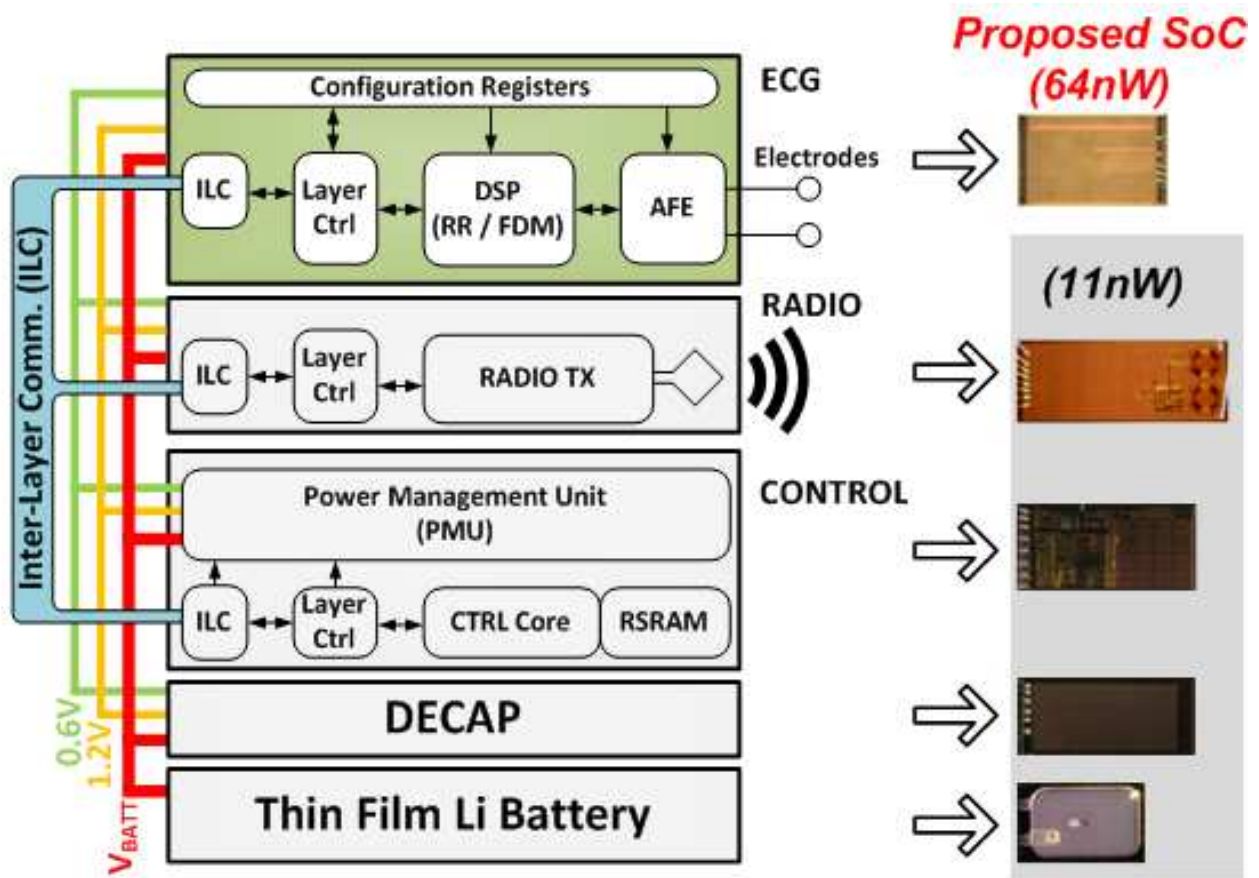 Proposed SoC
(64nW)
ECG
Configuration Registers
Electrodes
ILC
Layer
Ctrl
DSP
(RR / FDM)
AFE
Inter-Layer Comm. (ILC)
(11nW)
RADIO
ILC
Layer
Ctrl
RADIO TX
CONTROL
Power Management Unit
(PMU)
ILC
Layer
Ctrl
CTRL Core
RSRAM
0.6V
1.2V
VBATT
DECAP
Thin Film Li Battery